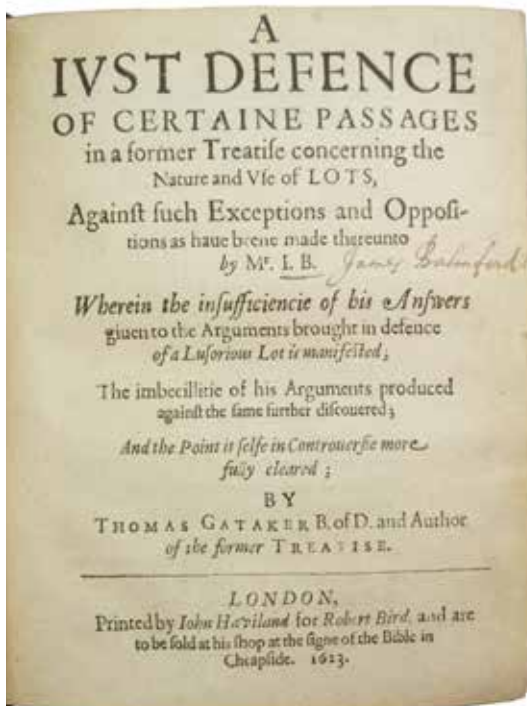 A
IVST DEFENCE
OF CERTAINE PASSAGES
in a former Treatiſe concerning the
Nature and Vſe of LOTS,
Againſt ſuch Exceptions and Oppoſi-
tions as haue beene made thereunto
by Mr. I. B. James Balmford
Wherein the inſufficiencie of his Anſwers
giuen to the Arguments brought in defence
of a Luſorious Lot is manifeſted;
The imbecillitie of his Arguments produced
againſt the ſame further diſcouered;
And the Point it ſelfe in Controuerſie more
fully cleared;
BY
THOMAS GATAKER B. of D. and Author
of the former TREATISE.
LONDON,
Printed by Iohn Haviland for Robert Bird, and are
to be ſold at his ſhop at the ſigne of the Bible in
Cheapſide. 1623.